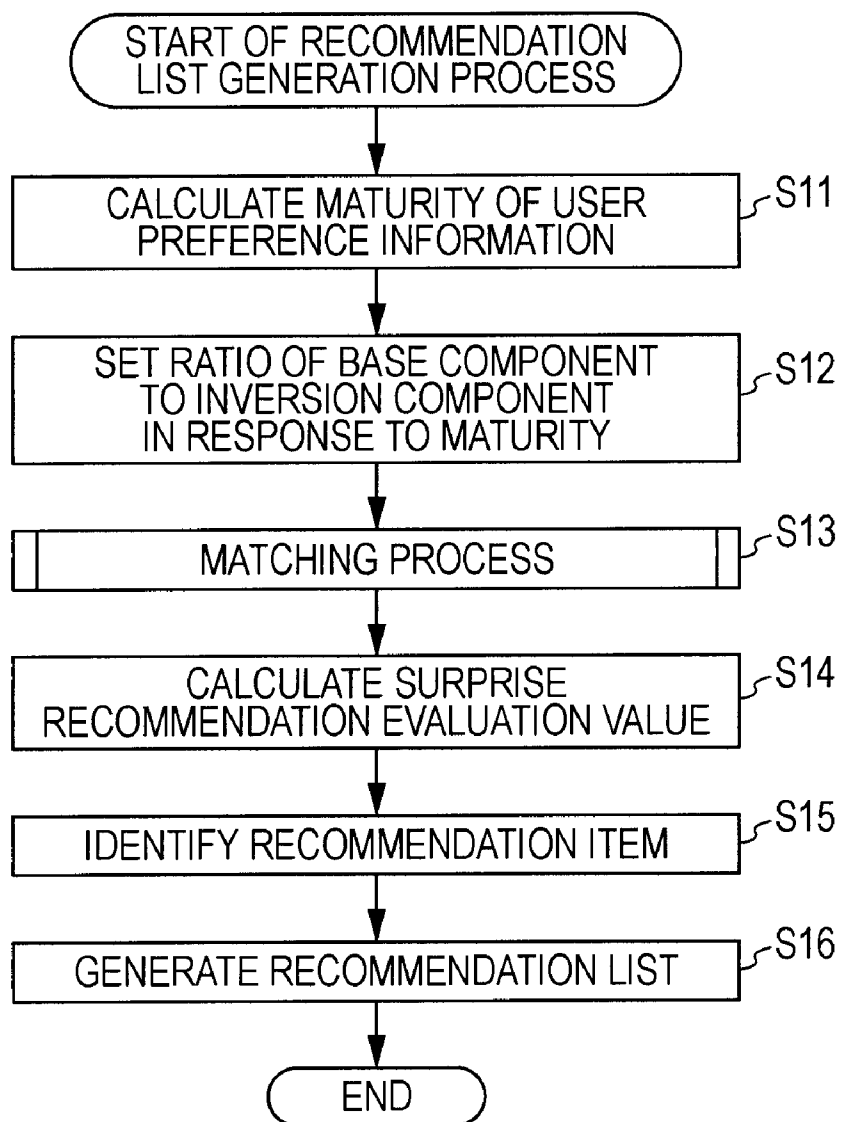 START OF RECOMMENDATION
LIST GENERATION PROCESS
CALCULATE MATURITY OF USER
PREFERENCE INFORMATION
S11
SET RATIO OF BASE COMPONENT
TO INVERSION COMPONENT
IN RESPONSE TO MATURITY
S12
MATCHING PROCESS
S13
CALCULATE SURPRISE
RECOMMENDATION EVALUATION VALUE
S14
IDENTIFY RECOMMENDATION ITEM
S15
GENERATE RECOMMENDATION LIST
S16
END